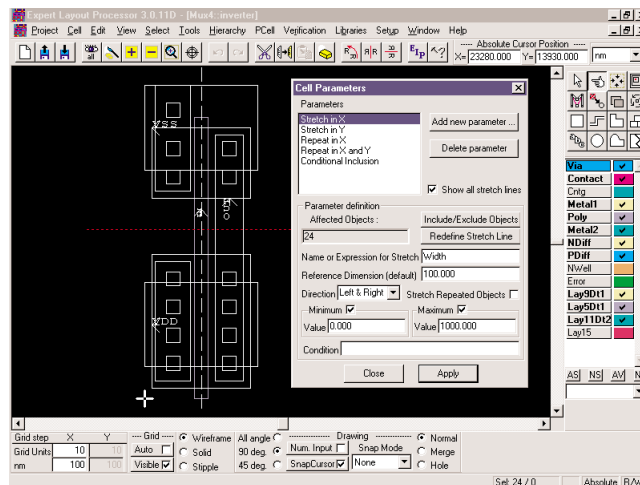 Expert Layout Processor 3.0.11D - [Mux4::inverter]
Project Cell Edit View Select Tools Hierarchy PCell Verification Libraries Setup Window Help
see all
R R R
EIP
Absolute Cursor Position
X= 23280.000 Y= 13930.000 nm
VSS
VDD
Cell Parameters
Parameters
Stretch in X
Stretch in Y
Repeat in X
Repeat in X and Y
Conditional Inclusion
Add new parameter ...
Delete parameter
Show all stretch lines
Parameter definition
Affected Objects :
24
Include/Exclude Objects
Redefine Stretch Line
Name or Expression for Stretch Width
Reference Dimension (default) 100.000
Direction Left & Right Stretch Repeated Objects
Minimum Maximum
Value 0.000 Value 1000.000
Condition
Close Apply
Via
Contact
Cntg
Metal1
Poly
Metal2
NDiff
PDiff
NWell
Error
Lay9Dt1
Lay5Dt1
Lay11Dt2
Lay15
AS NS AV N
Grid step X Y
Grid Units 10 10
nm 100 100
Grid
Auto
Visible
Wireframe
Solid
Stipple
All angle
90 deg.
45 deg.
Drawing
Num. Input
SnapCursor
Snap Mode
None
Normal
Merge
Hole
Sel: 24 / 0 Absolute R/w